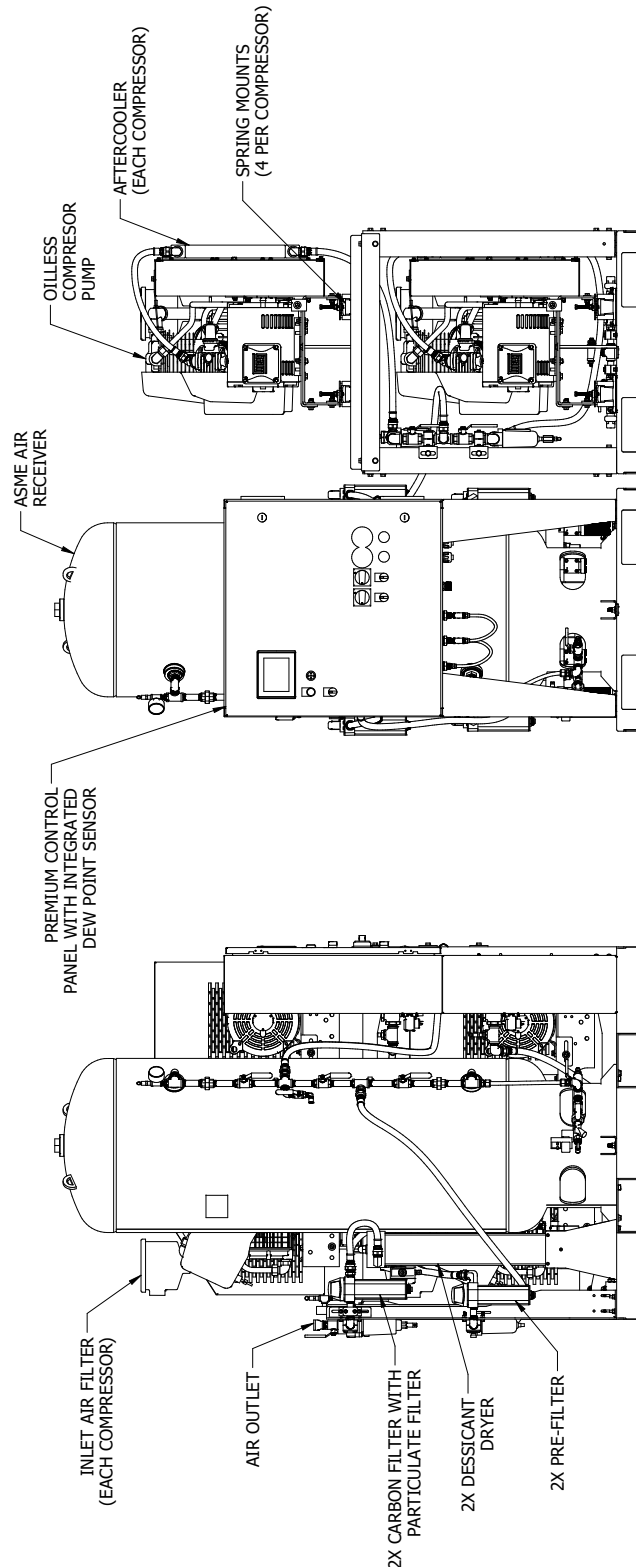 INLET AIR FILTER
(EACH COMPRESSOR)
AIR OUTLET
2X CARBON FILTER WITH
PARTICULATE FILTER
2X DESSICANT
DRYER
2X PRE-FILTER
PREMIUM CONTROL
PANEL WITH INTEGRATED
DEW POINT SENSOR
ASME AIR
RECEIVER
OILLESS
COMPRESOR
PUMP
AFTERCOOLER
(EACH COMPRESSOR)
SPRING MOUNTS
(4 PER COMPRESSOR)